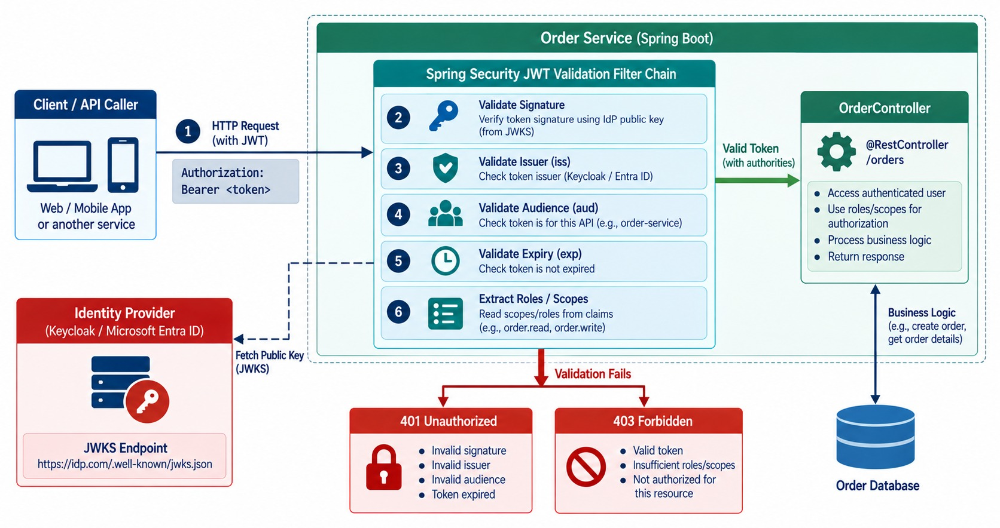 Order Service (Spring Boot)
Spring Security JWT Validation Filter Chain
Client / API Caller
Web / Mobile App
or another service
1
HTTP Request
(with JWT)
Authorization:
Bearer <token>
2
Validate Signature
Verify token signature using IdP public key
(from JWKS)
3
Validate Issuer (iss)
Check token issuer (Keycloak / Entra ID)
4
Validate Audience (aud)
Check token is for this API (e.g., order-service)
5
Validate Expiry (exp)
Check token is not expired
6
Extract Roles / Scopes
Read scopes/roles from claims
(e.g., order.read, order.write)
Valid Token
(with authorities)
OrderController
@RestController
/orders
● Access authenticated user
● Use roles/scopes for
authorization
● Process business logic
● Return response
Business Logic
(e.g., create order,
get order details)
Order Database
Identity Provider
(Keycloak / Microsoft Entra ID)
Fetch Public Key
(JWKS)
JWKS Endpoint
https://idp.com/.well-known/jwks.json
Validation Fails
401 Unauthorized
● Invalid signature
● Invalid issuer
● Invalid audience
● Token expired
403 Forbidden
● Valid token
● Insufficient roles/scopes
● Not authorized for
this resource